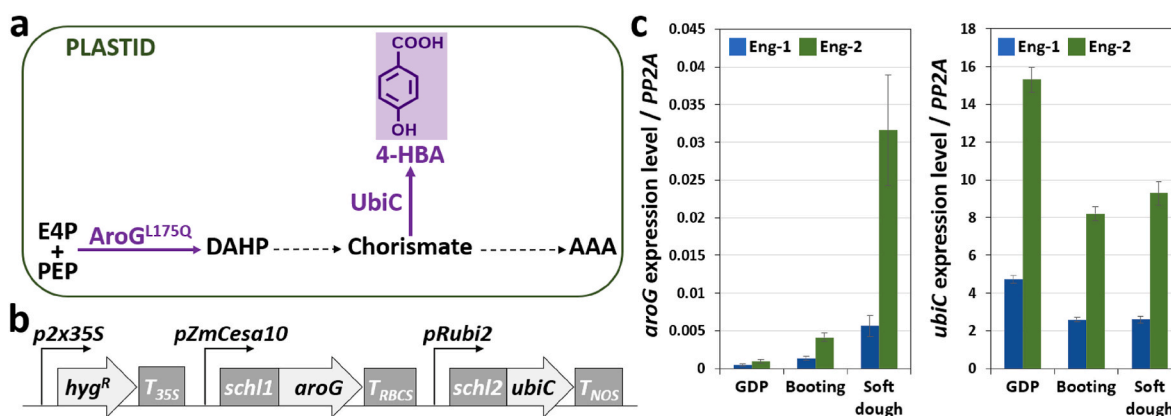 a
PLASTID
COOH
OH
4-HBA
UbiC
E4P
+
PEP
AroG^L175Q
DAHP
Chorismate
AAA
b
p2x35S
pZmCesa10
pRubi2
hyg^R
T_35S
schl1
aroG
T_RBCS
schl2
ubiC
T_NOS
c
aroG expression level / PP2A
0.045
0.04
0.035
0.03
0.025
0.02
0.015
0.01
0.005
0
Eng-1 Eng-2
GDP Booting Soft dough
ubiC expression level / PP2A
18
16
14
12
10
8
6
4
2
0
Eng-1 Eng-2
GDP Booting Soft dough